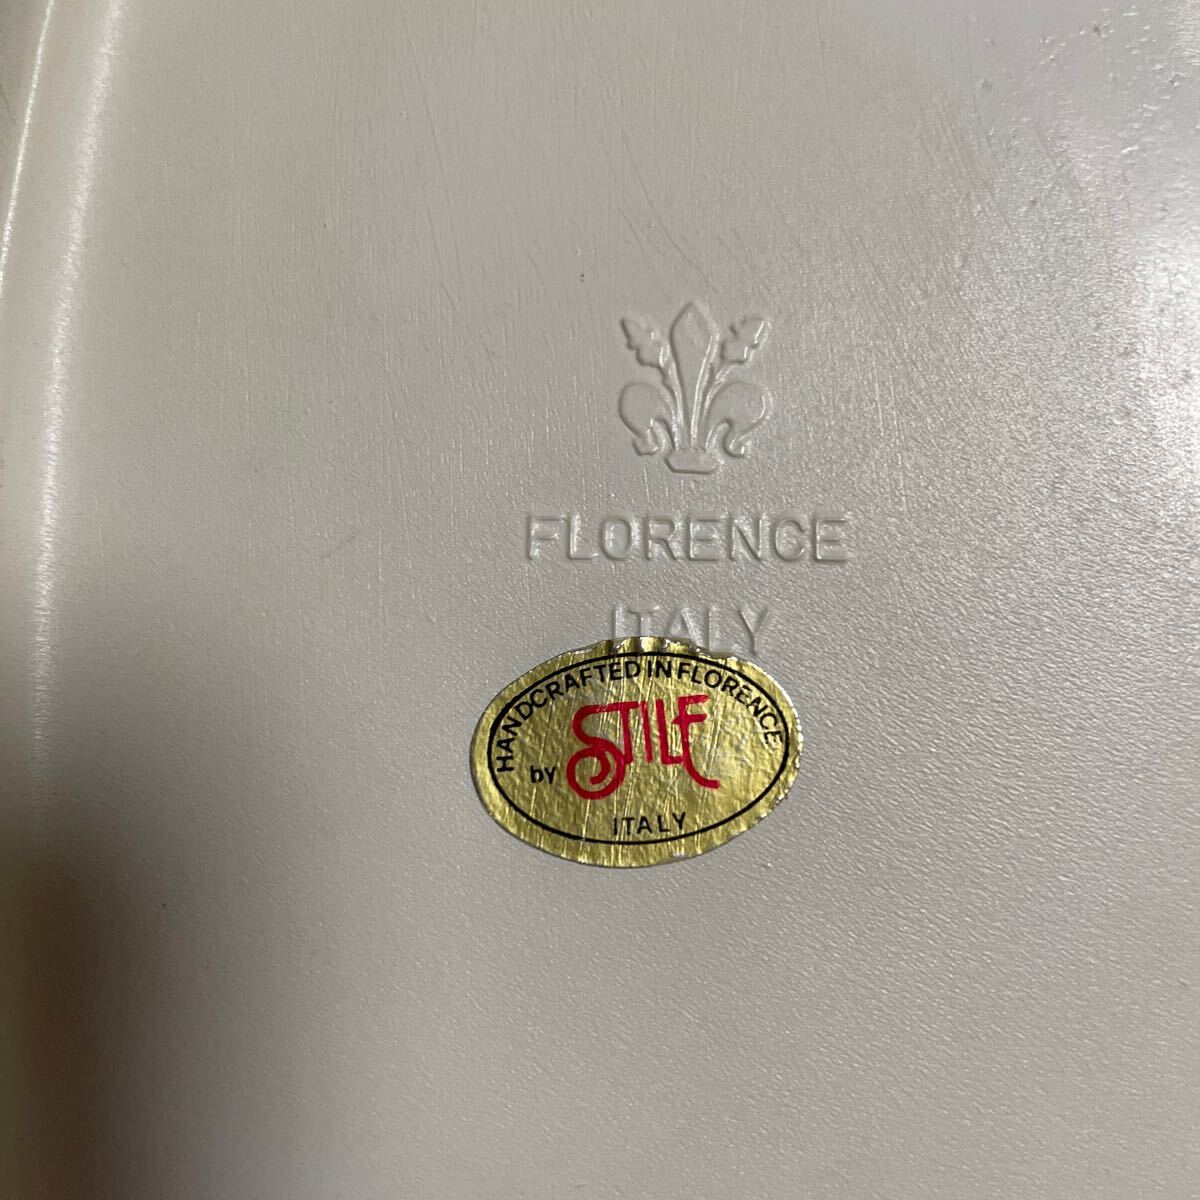 FLORENCE
ITALY
HANDCRAFTED IN FLORENCE
by STILE
ITALY